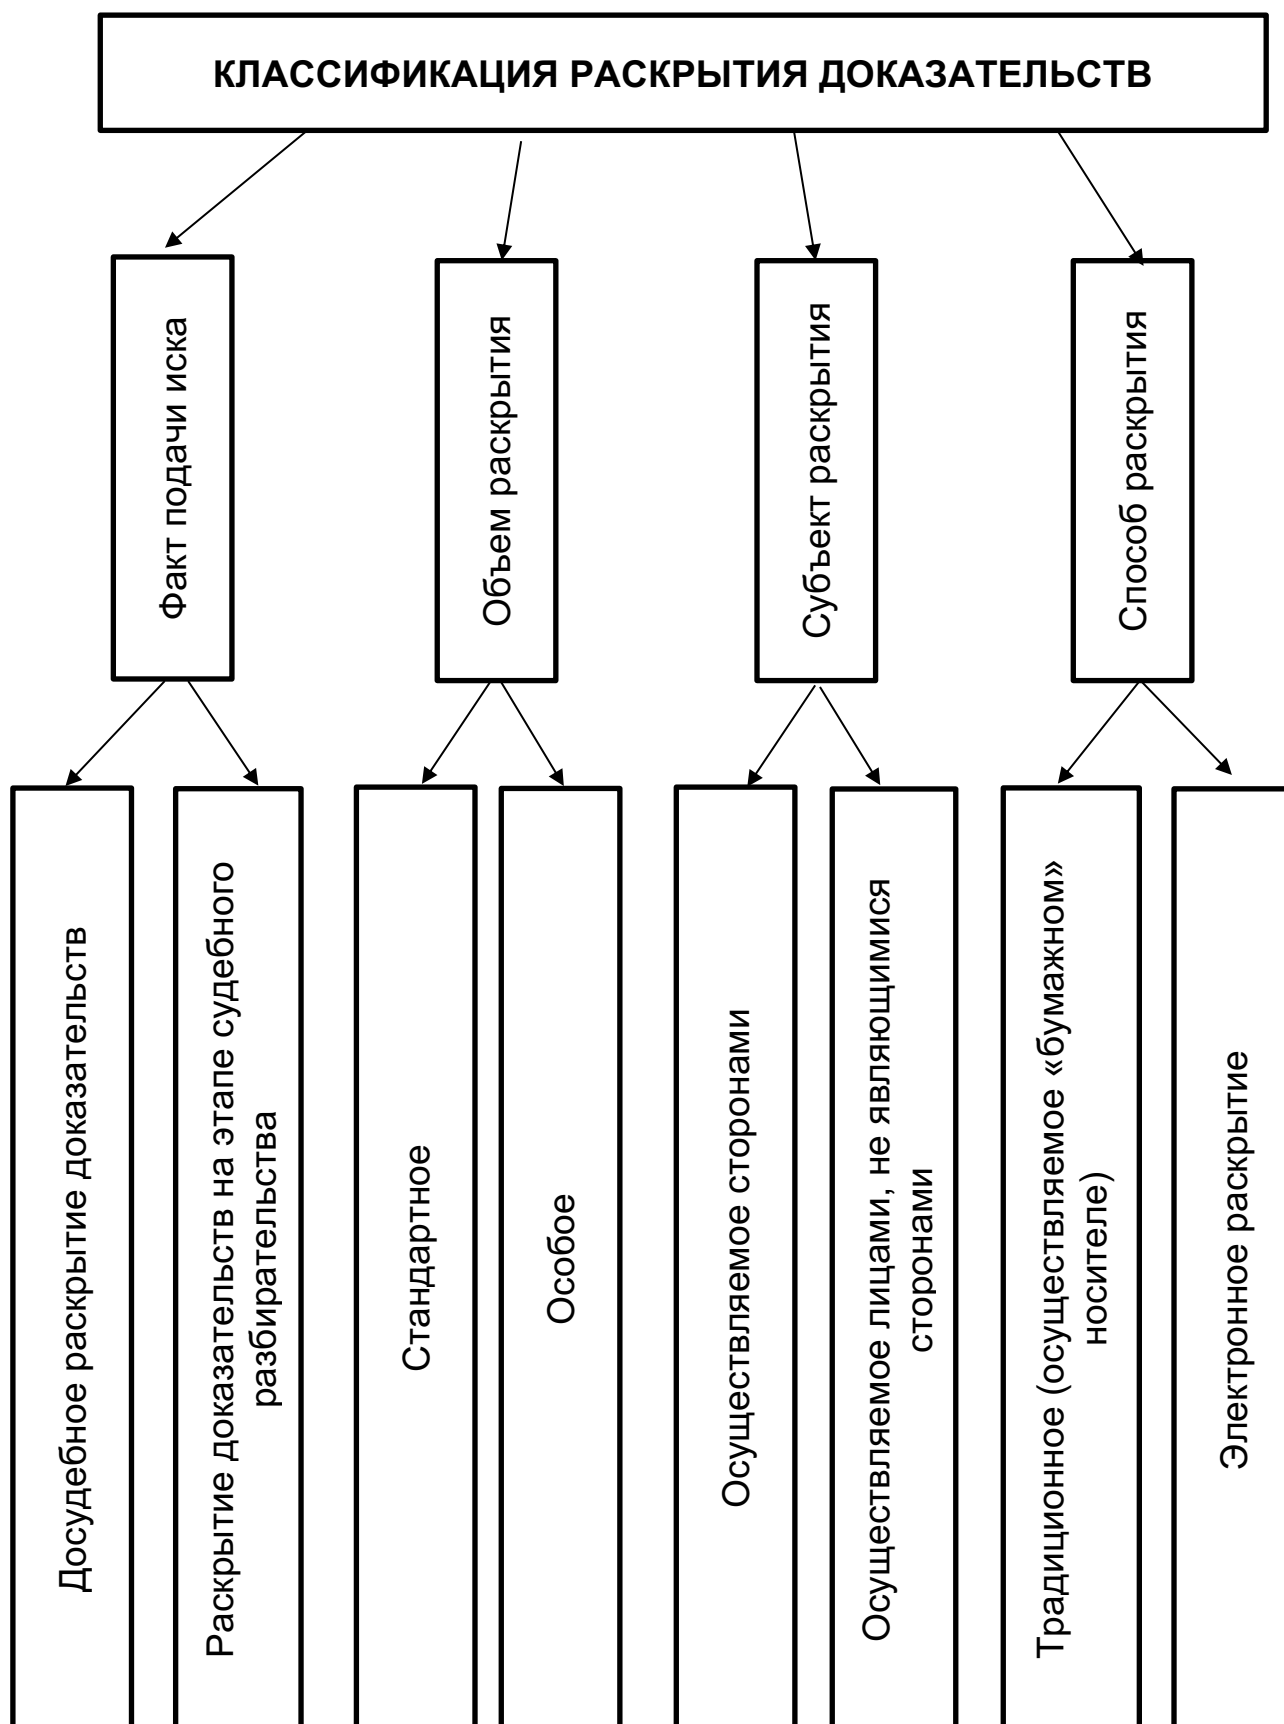 КЛАССИФИКАЦИЯ РАСКРЫТИЯ ДОКАЗАТЕЛЬСТВ
Факт подачи иска
Объем раскрытия
Субъект раскрытия
Способ раскрытия
Досудебное раскрытие доказательств
Раскрытие доказательств на этапе судебного
разбирательства
Стандартное
Особое
Осуществляемое сторонами
Осуществляемое лицами, не являющимися
сторонами
Традиционное (осуществляемое «бумажном»
носителе)
Электронное раскрытие